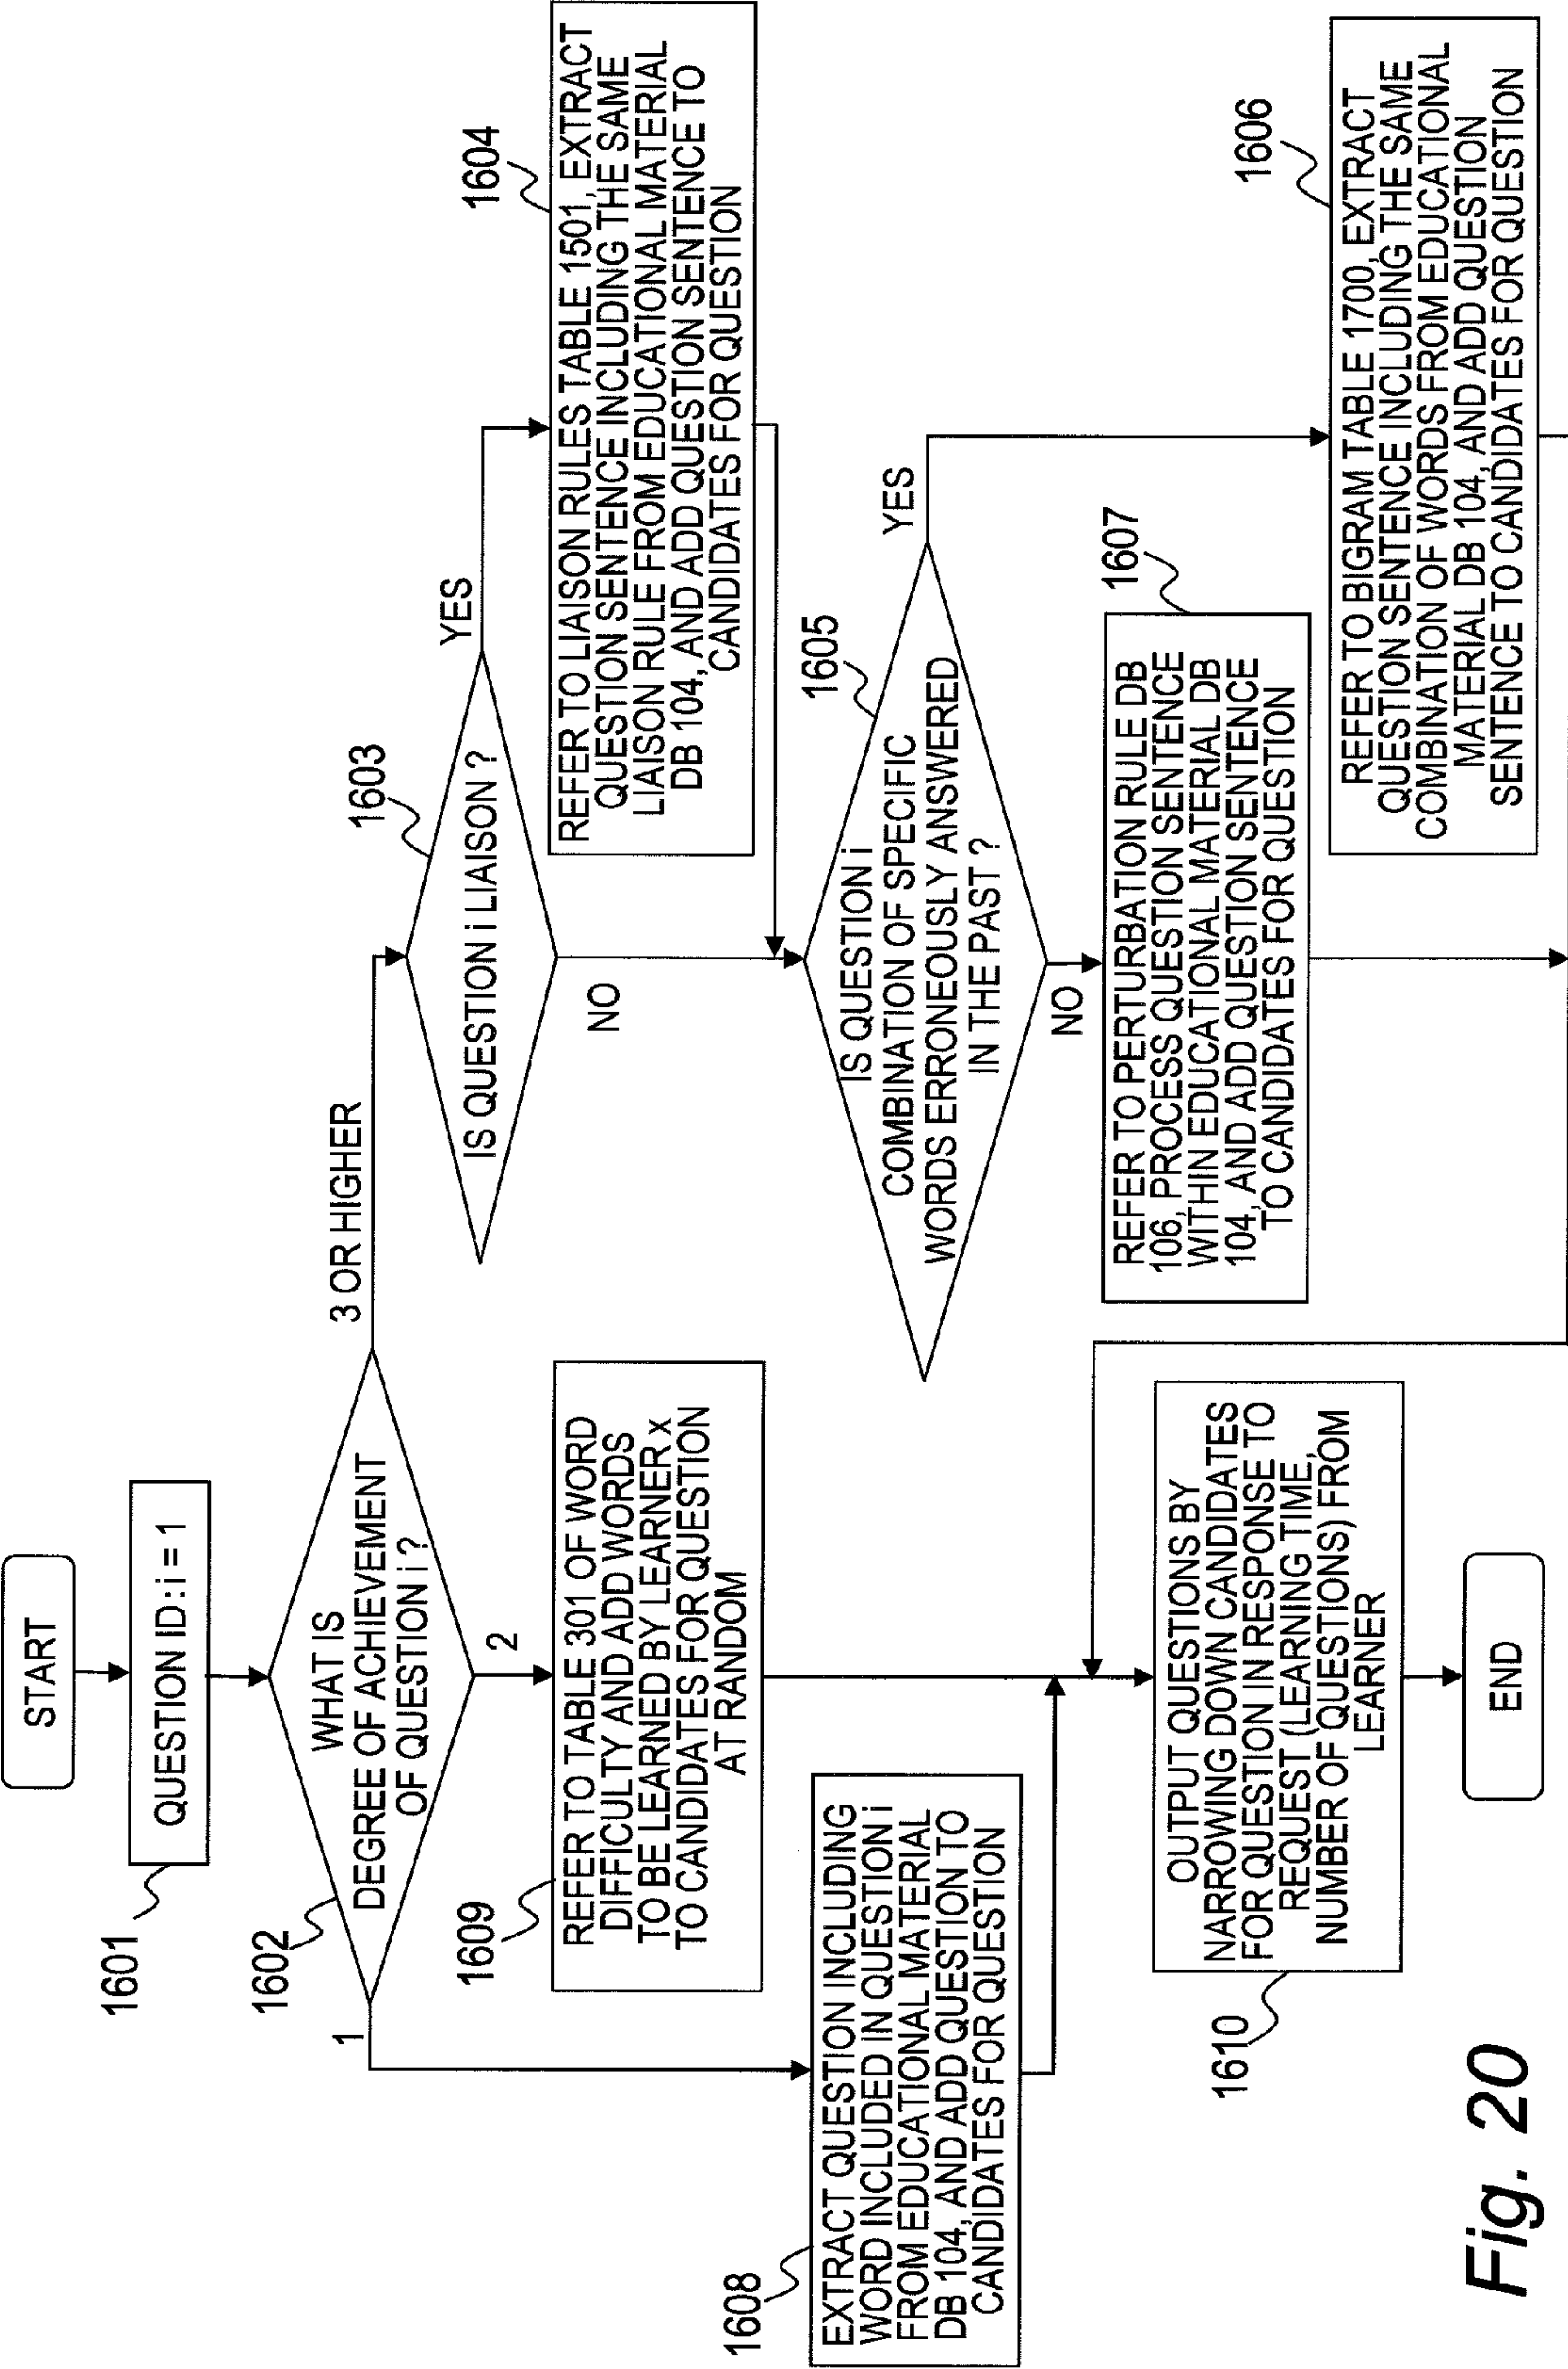 START
1601
QUESTION ID:i = 1
1602
WHAT IS
DEGREE OF ACHIEVEMENT
OF QUESTION i ?
1
2
3 OR HIGHER
1603
IS QUESTION i LIAISON ?
YES
NO
1604
REFER TO LIAISON RULES TABLE 1501, EXTRACT
QUESTION SENTENCE INCLUDING THE SAME
LIAISON RULE FROM EDUCATIONAL MATERIAL
DB 104, AND ADD QUESTION SENTENCE TO
CANDIDATES FOR QUESTION
1609
REFER TO TABLE 301 OF WORD
DIFFICULTY AND ADD WORDS
TO BE LEARNED BY LEARNER x
TO CANDIDATES FOR QUESTION
AT RANDOM
1605
IS QUESTION i
COMBINATION OF SPECIFIC
WORDS ERRONEOUSLY ANSWERED
IN THE PAST ?
YES
NO
1608
EXTRACT QUESTION INCLUDING
WORD INCLUDED IN QUESTION i
FROM EDUCATIONAL MATERIAL
DB 104, AND ADD QUESTION TO
CANDIDATES FOR QUESTION
1607
REFER TO PERTURBATION RULE DB
106, PROCESS QUESTION SENTENCE
WITHIN EDUCATIONAL MATERIAL DB
104, AND ADD QUESTION SENTENCE
TO CANDIDATES FOR QUESTION
1606
REFER TO BIGRAM TABLE 1700, EXTRACT
QUESTION SENTENCE INCLUDING THE SAME
COMBINATION OF WORDS FROM EDUCATIONAL
MATERIAL DB 104, AND ADD QUESTION
SENTENCE TO CANDIDATES FOR QUESTION
1610
OUTPUT QUESTIONS BY
NARROWING DOWN CANDIDATES
FOR QUESTION IN RESPONSE TO
REQUEST (LEARNING TIME,
NUMBER OF QUESTIONS) FROM
LEARNER
END
Fig. 20